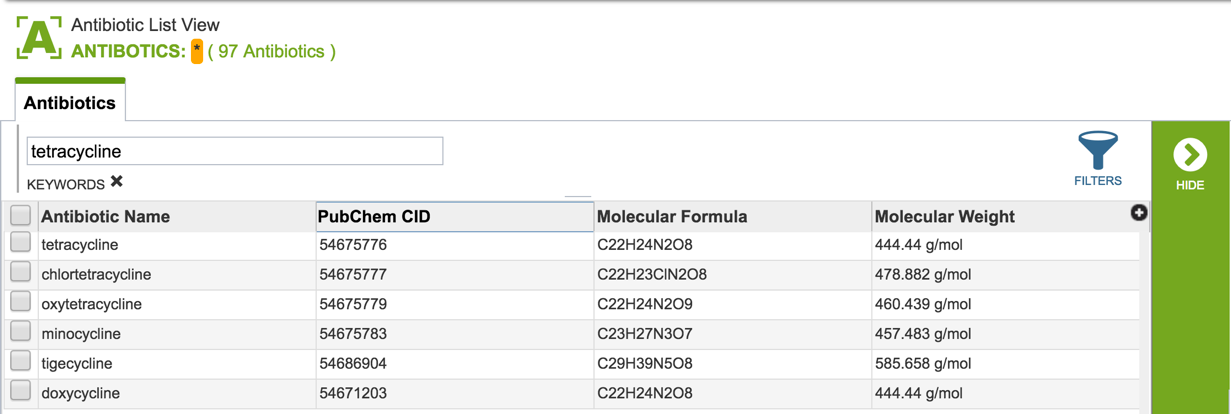 A
Antibiotic List View
ANTIBOTICS: * ( 97 Antibiotics )
Antibiotics
tetracycline
KEYWORDS ✖
FILTERS
HIDE
Antibiotic Name PubChem CID Molecular Formula Molecular Weight
tetracycline 54675776 C22H24N2O8 444.44 g/mol
chlortetracycline 54675777 C22H23ClN2O8 478.882 g/mol
oxytetracycline 54675779 C22H24N2O9 460.439 g/mol
minocycline 54675783 C23H27N3O7 457.483 g/mol
tigecycline 54686904 C29H39N5O8 585.658 g/mol
doxycycline 54671203 C22H24N2O8 444.44 g/mol